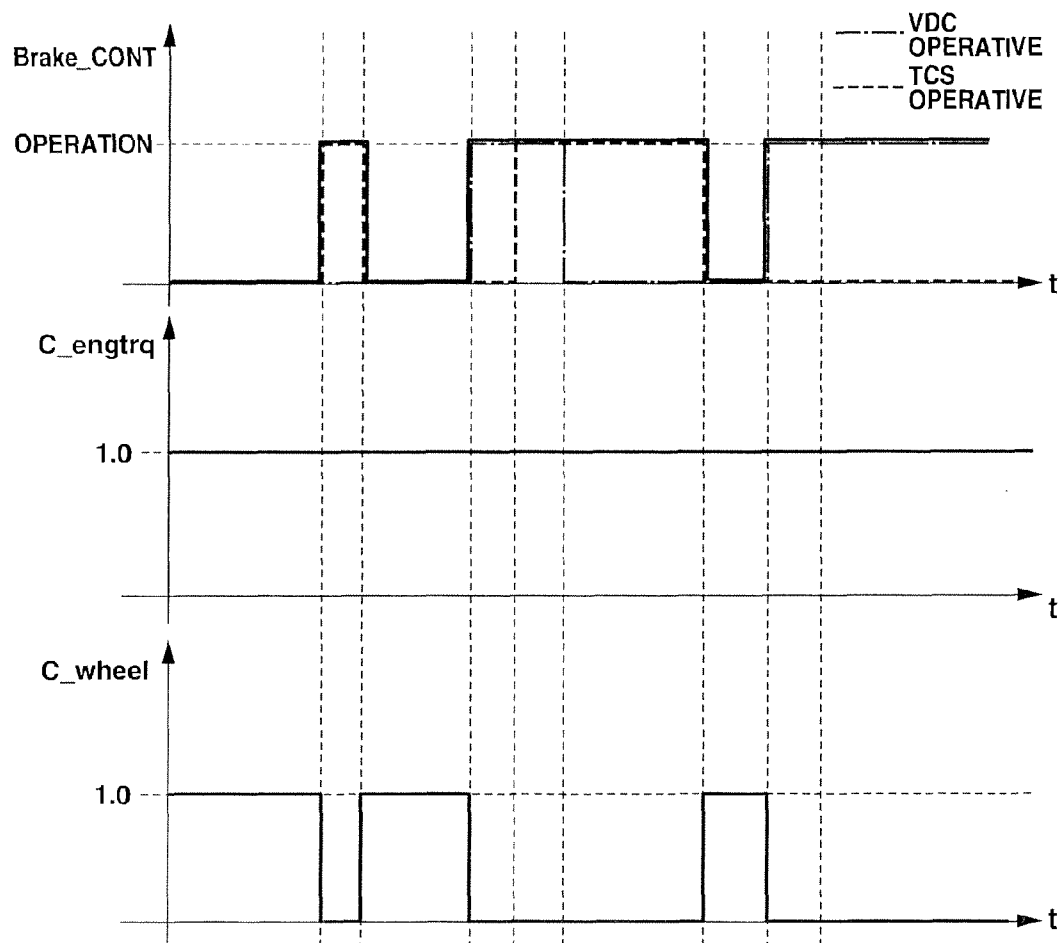 Brake_CONT
VDC
OPERATIVE
TCS
OPERATIVE
OPERATION
t
C_engtrq
1.0
t
C_wheel
1.0
t